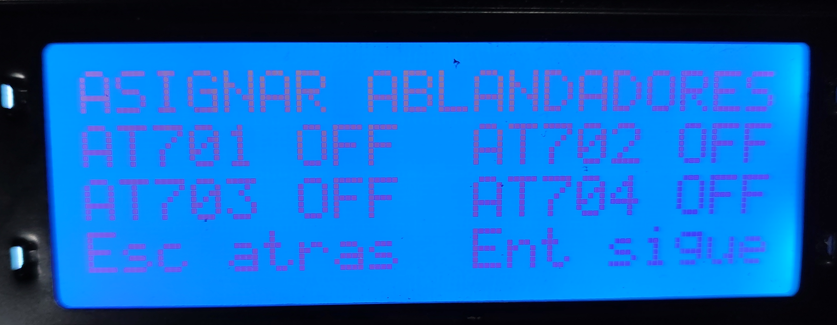 ASIGNAR ABLANDADORES
AT701 OFF AT702 OFF
AT703 OFF AT704 OFF
Esc atras Ent sigue